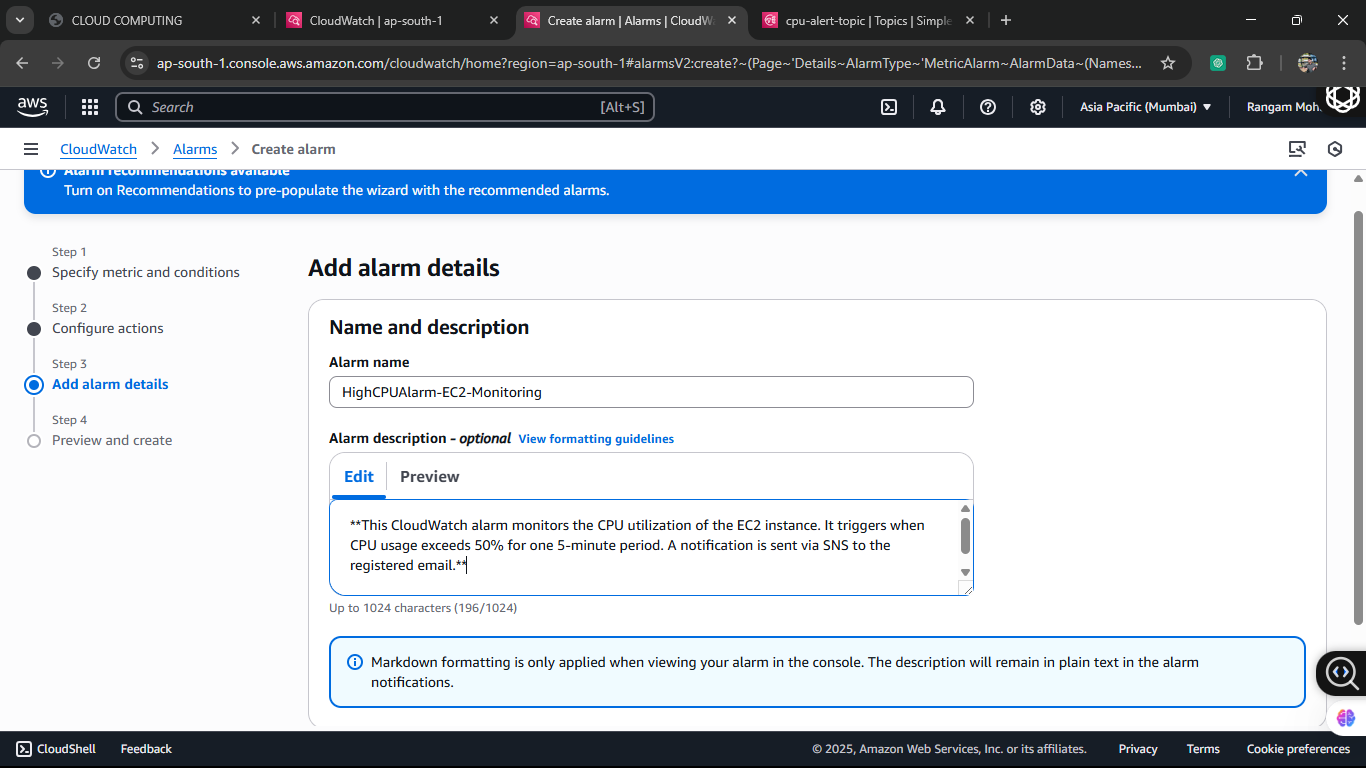 CLOUD COMPUTING
CloudWatch | ap-south-1
Create alarm | Alarms | CloudW
cpu-alert-topic | Topics | Simple
ap-south-1.console.aws.amazon.com/cloudwatch/home?region=ap-south-1#alarmsV2:create?~(Page~'Details~AlarmType~'MetricAlarm~AlarmData~(Names...
aws
Search
[Alt+S]
Asia Pacific (Mumbai)
Rangam Moh
CloudWatch
Alarms
Create alarm
Alarm recommendations available
Turn on Recommendations to pre-populate the wizard with the recommended alarms.
Step 1
Specify metric and conditions
Step 2
Configure actions
Step 3
Add alarm details
Step 4
Preview and create
Add alarm details
Name and description
Alarm name
HighCPUAlarm-EC2-Monitoring
Alarm description - optional View formatting guidelines
Edit
Preview
**This CloudWatch alarm monitors the CPU utilization of the EC2 instance. It triggers when
CPU usage exceeds 50% for one 5-minute period. A notification is sent via SNS to the
registered email.**
Up to 1024 characters (196/1024)
Markdown formatting is only applied when viewing your alarm in the console. The description will remain in plain text in the alarm
notifications.
CloudShell
Feedback
© 2025, Amazon Web Services, Inc. or its affiliates.
Privacy
Terms
Cookie preferences